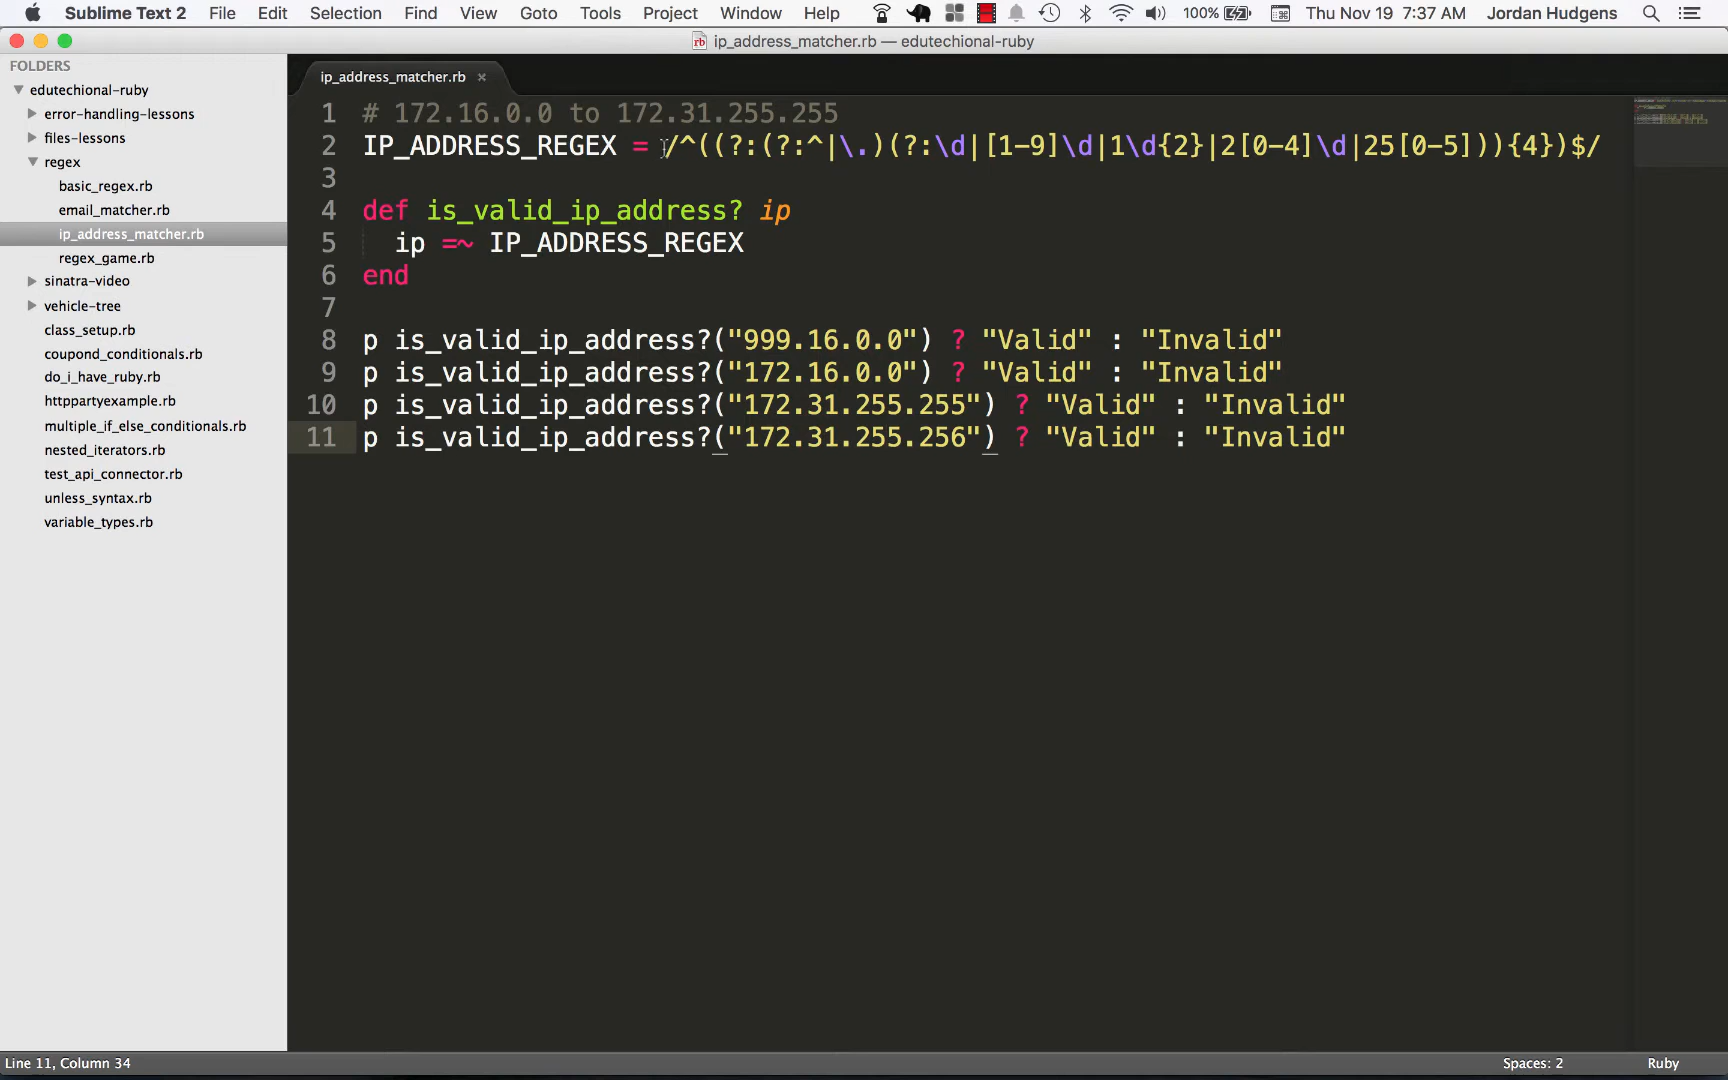 Sublime Text 2 File Edit Selection Find View Goto Tools Project Window Help 100% Thu Nov 19 7:37 AM Jordan Hudgens
ip_address_matcher.rb — edutechional-ruby
FOLDERS
edutechional-ruby
error-handling-lessons
files-lessons
regex
basic_regex.rb
email_matcher.rb
ip_address_matcher.rb
regex_game.rb
sinatra-video
vehicle-tree
class_setup.rb
coupond_conditionals.rb
do_i_have_ruby.rb
httppartyexample.rb
multiple_if_else_conditionals.rb
nested_iterators.rb
test_api_connector.rb
unless_syntax.rb
variable_types.rb
ip_address_matcher.rb ×
1 # 172.16.0.0 to 172.31.255.255
2 IP_ADDRESS_REGEX = /^((?:(?:^|\.)(?:\d|[1-9]\d|1\d{2}|2[0-4]\d|25[0-5])){4})$/
3
4 def is_valid_ip_address? ip
5   ip =~ IP_ADDRESS_REGEX
6 end
7
8 p is_valid_ip_address?("999.16.0.0") ? "Valid" : "Invalid"
9 p is_valid_ip_address?("172.16.0.0") ? "Valid" : "Invalid"
10 p is_valid_ip_address?("172.31.255.255") ? "Valid" : "Invalid"
11 p is_valid_ip_address?("172.31.255.256") ? "Valid" : "Invalid"
Line 11, Column 34 Spaces: 2 Ruby